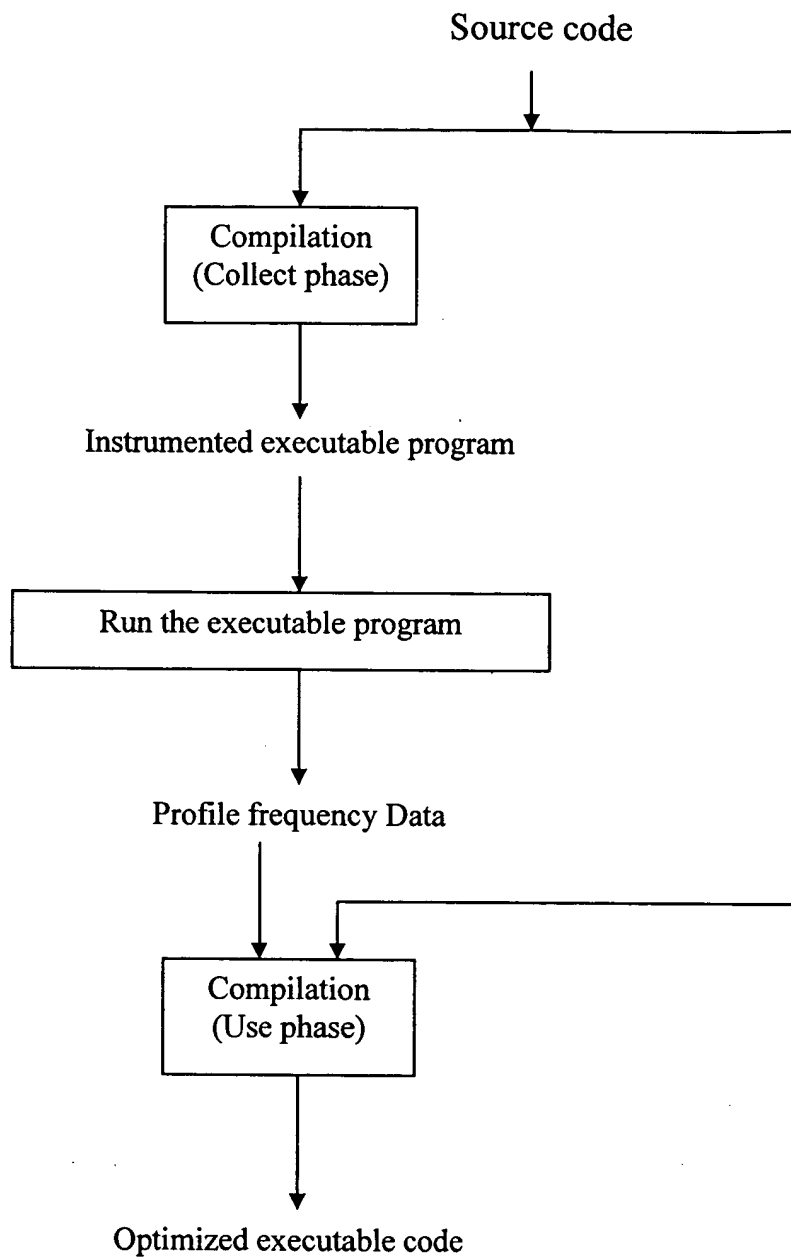 Source code
Compilation
(Collect phase)
Instrumented executable program
Run the executable program
Profile frequency Data
Compilation
(Use phase)
Optimized executable code